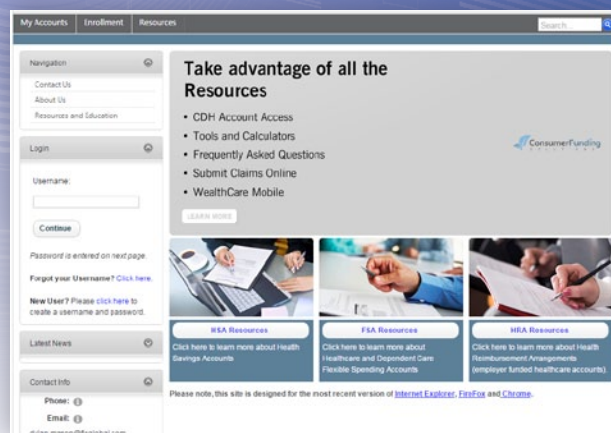 My Accounts Enrollment Resources
Search...
Navigation
Contact Us
About Us
Resources and Education
Login
Username:
Continue
Password is entered on next page.
Forgot your Username? Click here.
New User? Please click here to
create a username and password.
Latest News
Contact Info
Phone:
Email:
Take advantage of all the
Resources
• CDH Account Access
• Tools and Calculators
• Frequently Asked Questions
• Submit Claims Online
• WealthCare Mobile
LEARN MORE
ConsumerFunding
HSA Resources
Click here to learn more about Health
Savings Accounts
FSA Resources
Click here to learn more about
Healthcare and Dependent Care
Flexible Spending Accounts
HRA Resources
Click here to learn more about Health
Reimbursement Arrangements
(employer funded healthcare accounts).
Please note, this site is designed for the most recent version of Internet Explorer, FireFox and Chrome.